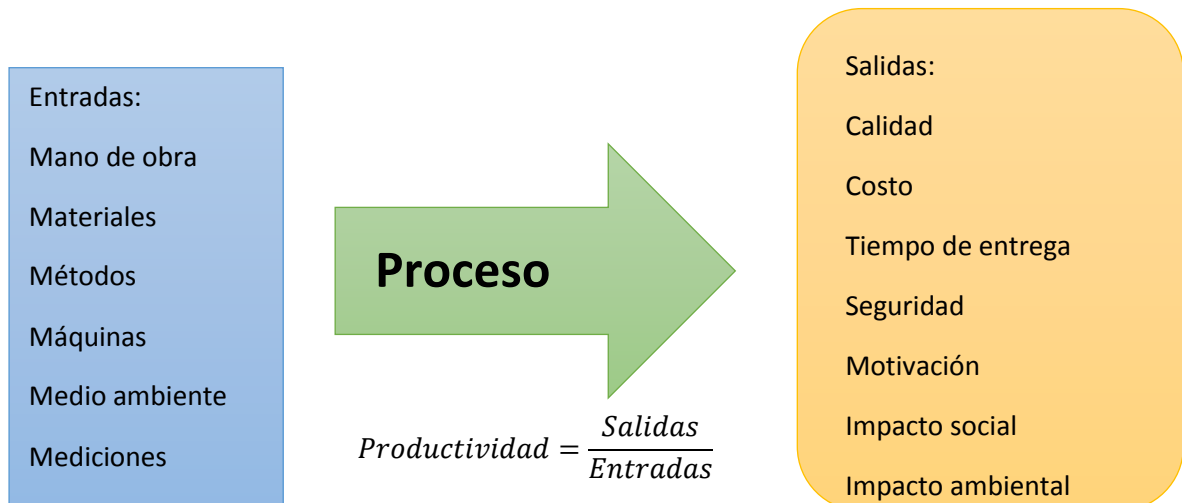 Entradas:
Mano de obra
Materiales
Métodos
Máquinas
Medio ambiente
Mediciones
Proceso
Productividad = Salidas / Entradas
Salidas:
Calidad
Costo
Tiempo de entrega
Seguridad
Motivación
Impacto social
Impacto ambiental